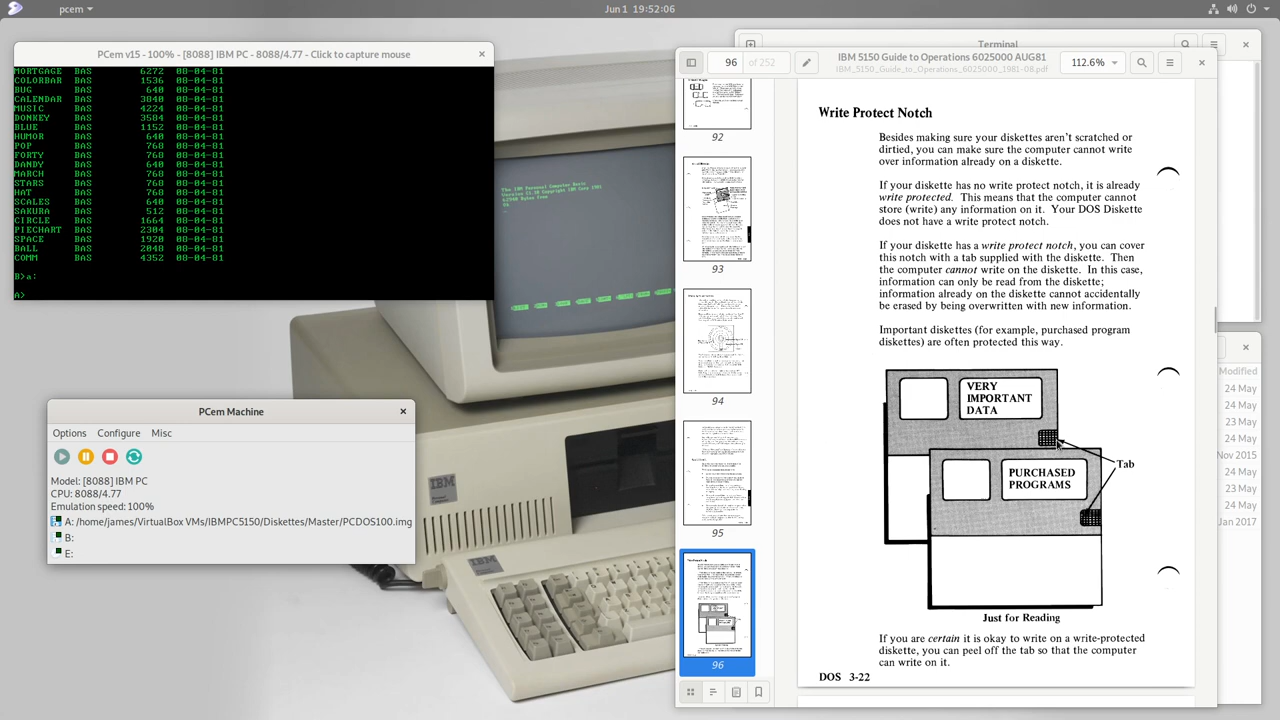 pcem
Jun 1 19:52:06
PCem v15 - 100% - [8088] IBM PC - 8088/4.77 - Click to capture mouse
MORTGAGE BAS 6272 08-04-81
COLORBAR BAS 1536 08-04-81
BUG BAS 640 08-04-81
CALENDAR BAS 3840 08-04-81
MUSIC BAS 4224 08-04-81
DONKEY BAS 3584 08-04-81
BLUE BAS 1152 08-04-81
HUMOR BAS 640 08-04-81
POP BAS 768 08-04-81
FORTY BAS 768 08-04-81
DANDY BAS 640 08-04-81
MARCH BAS 768 08-04-81
STARS BAS 768 08-04-81
HAT BAS 768 08-04-81
SCALES BAS 640 08-04-81
SAKURA BAS 512 08-04-81
CIRCLE BAS 1664 08-04-81
PIECHART BAS 2304 08-04-81
SPACE BAS 1920 08-04-81
BALL BAS 2048 08-04-81
COMM BAS 4352 08-04-81
B>a:
A>
The IBM Personal Computer Basic
Version C1.10 Copyright IBM Corp 1981
62940 Bytes free
Ok
IBM
IBM
PCem Machine
Options Configure Misc
Model: [8088] IBM PC
CPU: 8088/4.77
Emulation speed: 100%
A: /home/james/VirtualBox VMs/IBMPC5150/DOS/Disks/Master/PCDOS100.img
B:
E:
Terminal
96 of 252
IBM 5150 Guide to Operations 6025000 AUG81
IBM_5150_Guide_to_Operations_6025000_1981-08.pdf
112.6%
92
93
94
95
96
Write Protect Notch
Besides making sure your diskettes aren't scratched or
dirtied, you can make sure the computer cannot write
over information already on a diskette.
If your diskette has no write protect notch, it is already
write protected. This means that the computer cannot
store (write) any information on it. Your DOS Diskette
does not have a write protect notch.
If your diskette has a write protect notch, you can cover
this notch with a tab supplied with the diskette. Then
the computer cannot write on the diskette. In this case,
information can only be read from the diskette;
information already on the diskette cannot accidentally
be erased by being overwritten with new information.
Important diskettes (for example, purchased program
diskettes) are often protected this way.
VERY
IMPORTANT
DATA
Tab
PURCHASED
PROGRAMS
Just for Reading
If you are certain it is okay to write on a write-protected
diskette, you can peel off the tab so that the computer
can write on it.
DOS 3-22
Modified
24 May
24 May
23 May
24 May
Nov 2015
24 May
23 May
24 May
Jan 2017